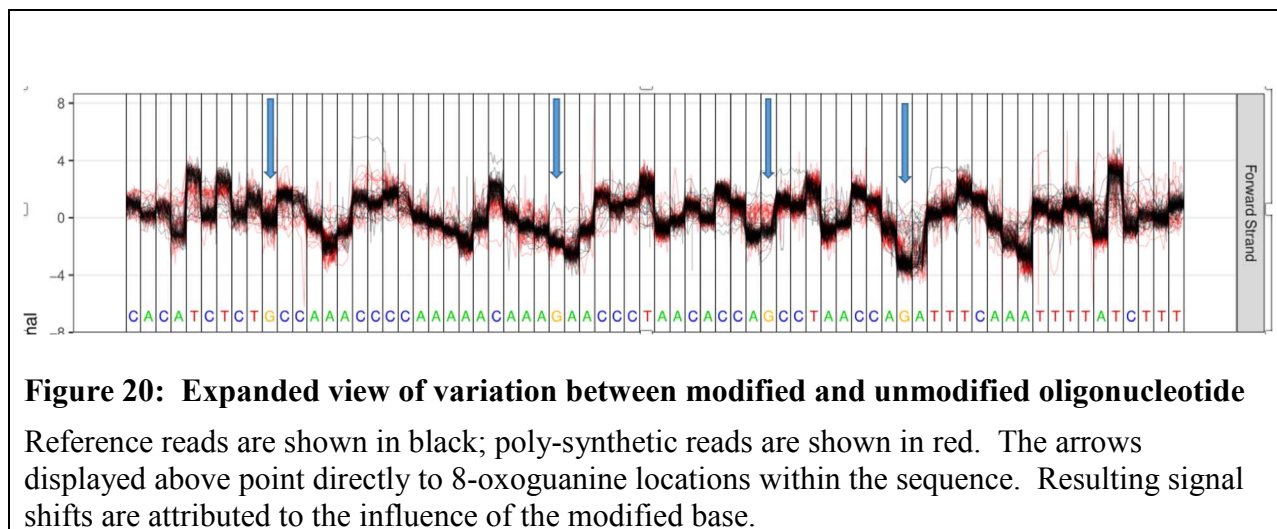 8
4
0
−4
−8
nal
Forward Strand
C A C A T C T C T G C C A A A C C C C A A A A A C A A A G A A C C C T A A C A C C A G C C T A A C C A G A T T T C A A A T T T T A T C T T T
Figure 20:  Expanded view of variation between modified and unmodified oligonucleotide
Reference reads are shown in black; poly-synthetic reads are shown in red.  The arrows
displayed above point directly to 8-oxoguanine locations within the sequence.  Resulting signal
shifts are attributed to the influence of the modified base.